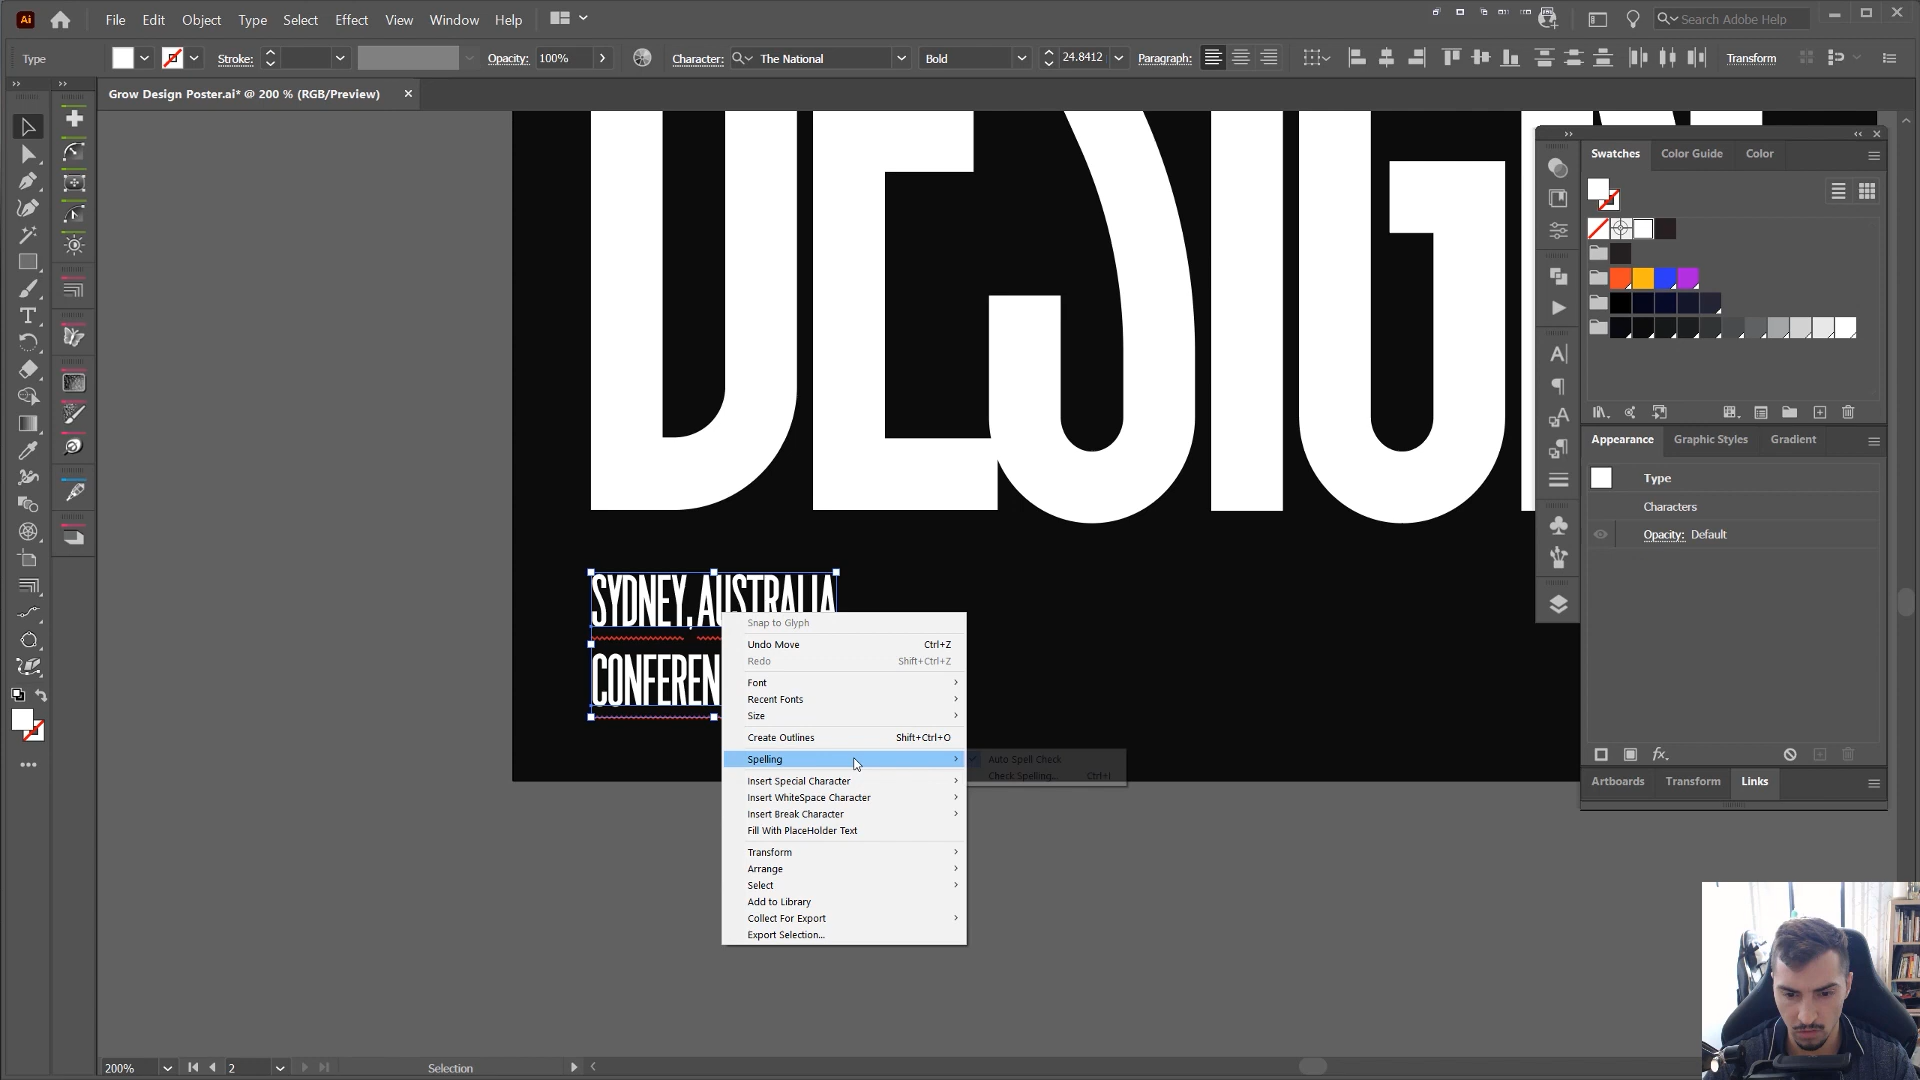 Ai File Edit Object Type Select Effect View Window Help Search Adobe Help
Type Stroke: Opacity: 100% Character: The National Bold 24.8412 Paragraph: Transform
Grow Design Poster.ai* @ 200 % (RGB/Preview)
Swatches Color Guide Color
DESIGN
Appearance Graphic Styles Gradient
Type
Characters
Opacity: Default
SYDNEY, AUSTRALIA
CONFEREN
Snap to Glyph
Undo Move Ctrl+Z
Redo Shift+Ctrl+Z
Font
Recent Fonts
Size
Create Outlines Shift+Ctrl+O
Spelling
Auto Spell Check
Check Spelling... Ctrl+I
Insert Special Character
Insert WhiteSpace Character
Insert Break Character
Fill With PlaceHolder Text
Transform
Arrange
Select
Add to Library
Collect For Export
Export Selection...
Artboards Transform Links
200% 2 Selection